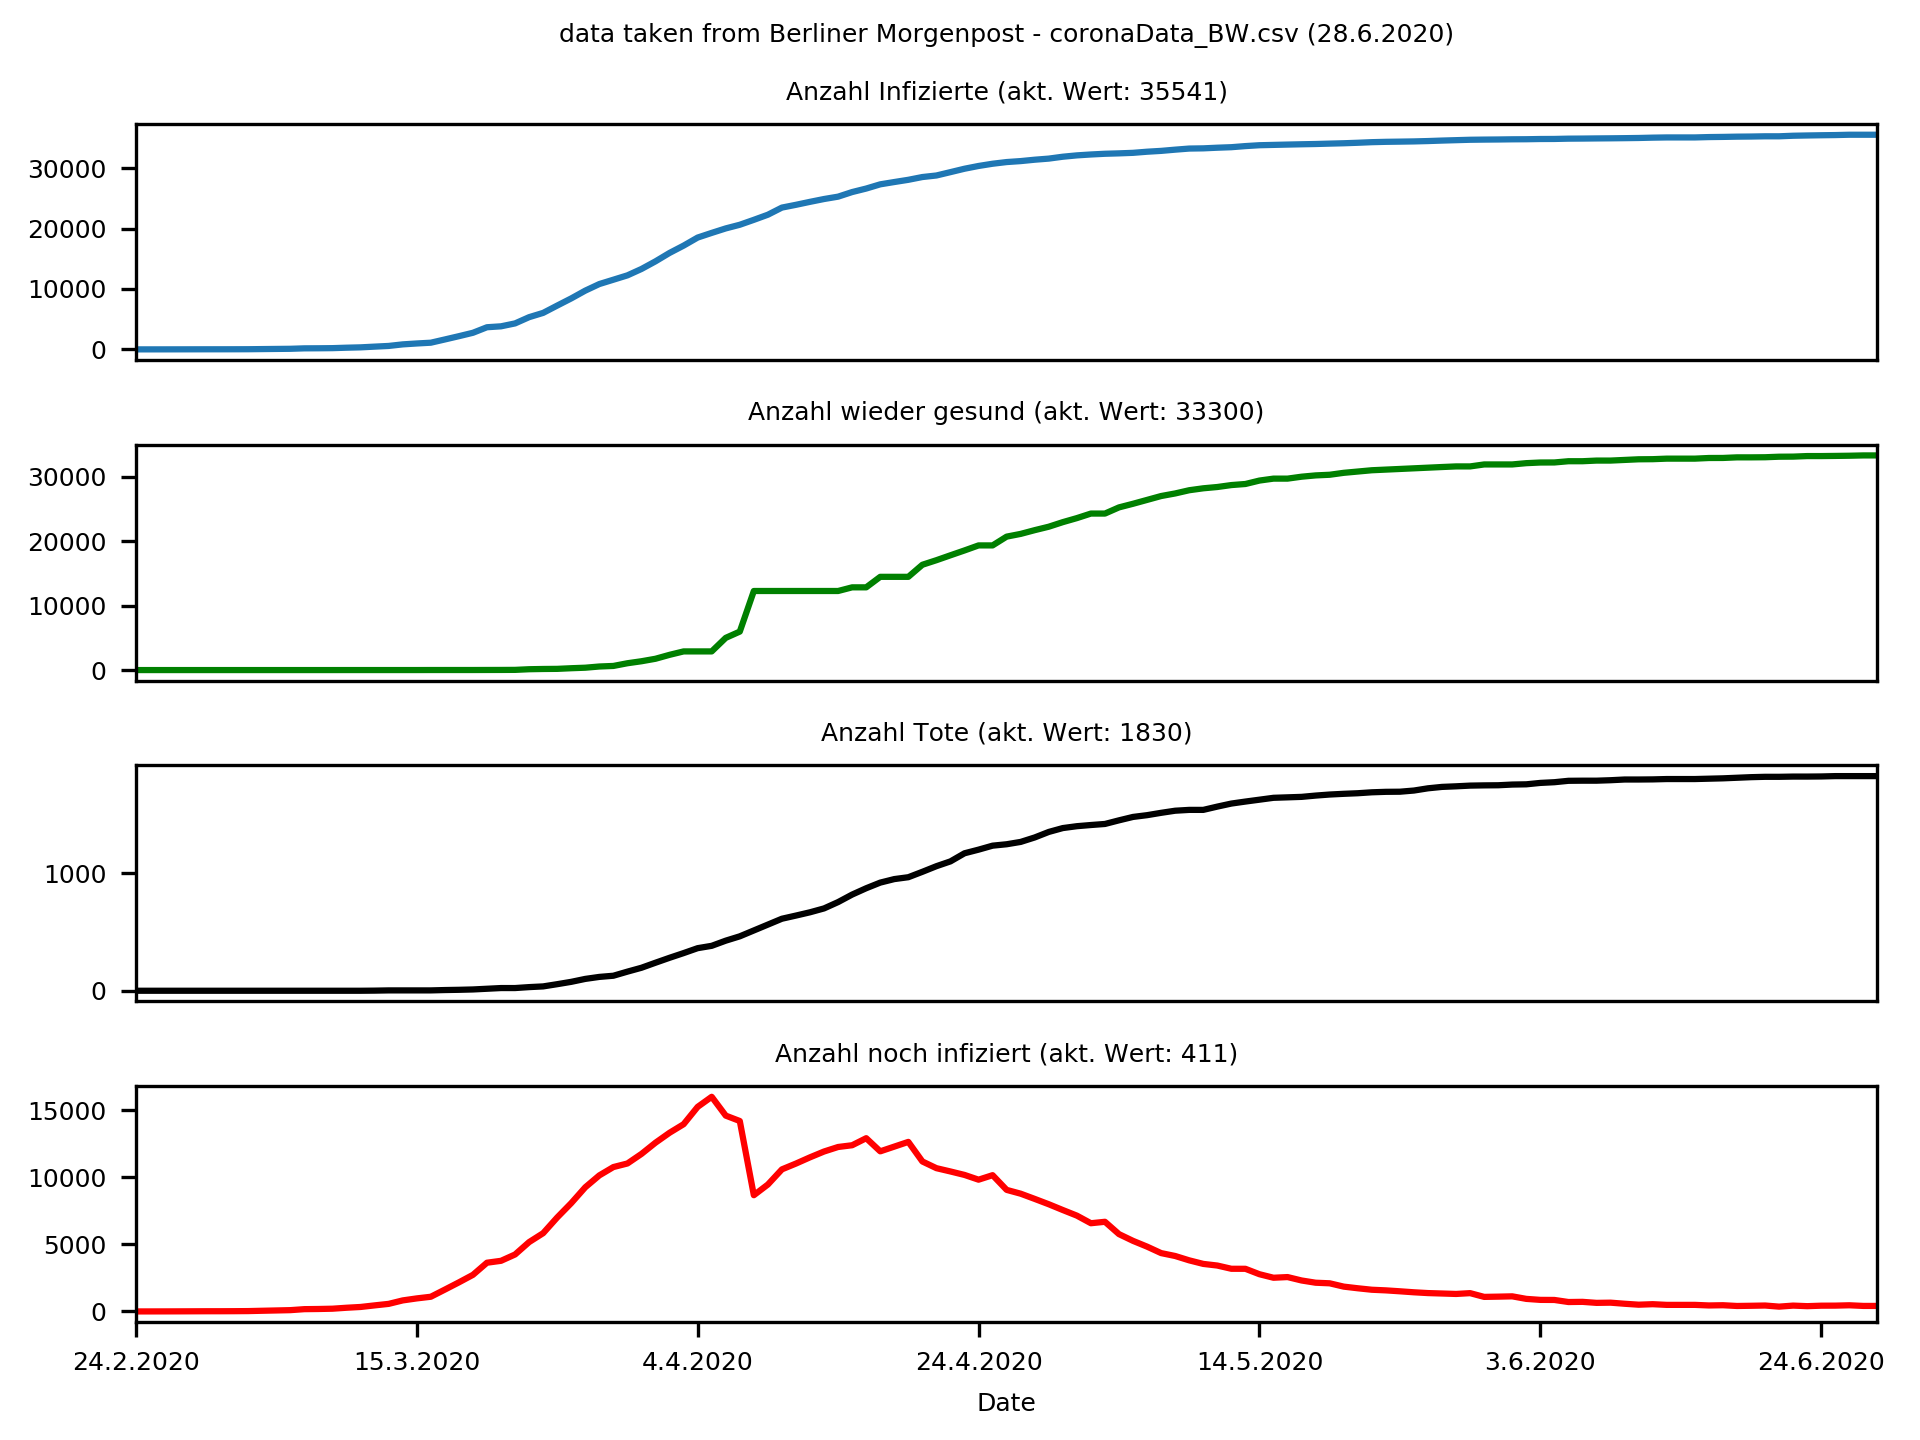 data taken from Berliner Morgenpost - coronaData_BW.csv (28.6.2020)
Anzahl Infizierte (akt. Wert: 35541)
30000
20000
10000
0
Anzahl wieder gesund (akt. Wert: 33300)
30000
20000
10000
0
Anzahl Tote (akt. Wert: 1830)
1000
0
Anzahl noch infiziert (akt. Wert: 411)
15000
10000
5000
0
24.2.2020 15.3.2020 4.4.2020 24.4.2020 14.5.2020 3.6.2020 24.6.2020
Date